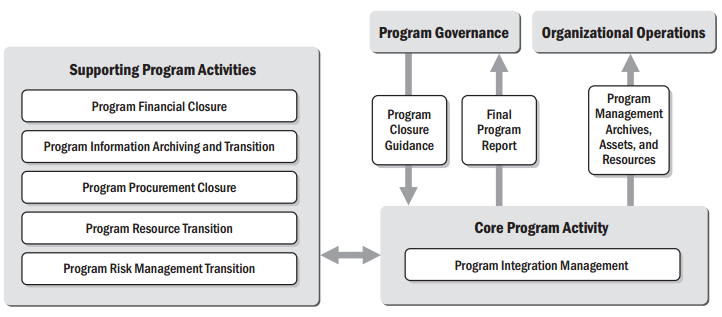 Program Governance
Organizational Operations
Supporting Program Activities
Program Financial Closure
Program Information Archiving and Transition
Program Procurement Closure
Program Resource Transition
Program Risk Management Transition
Program
Closure
Guidance
Final
Program
Report
Program
Management
Archives,
Assets, and
Resources
Core Program Activity
Program Integration Management